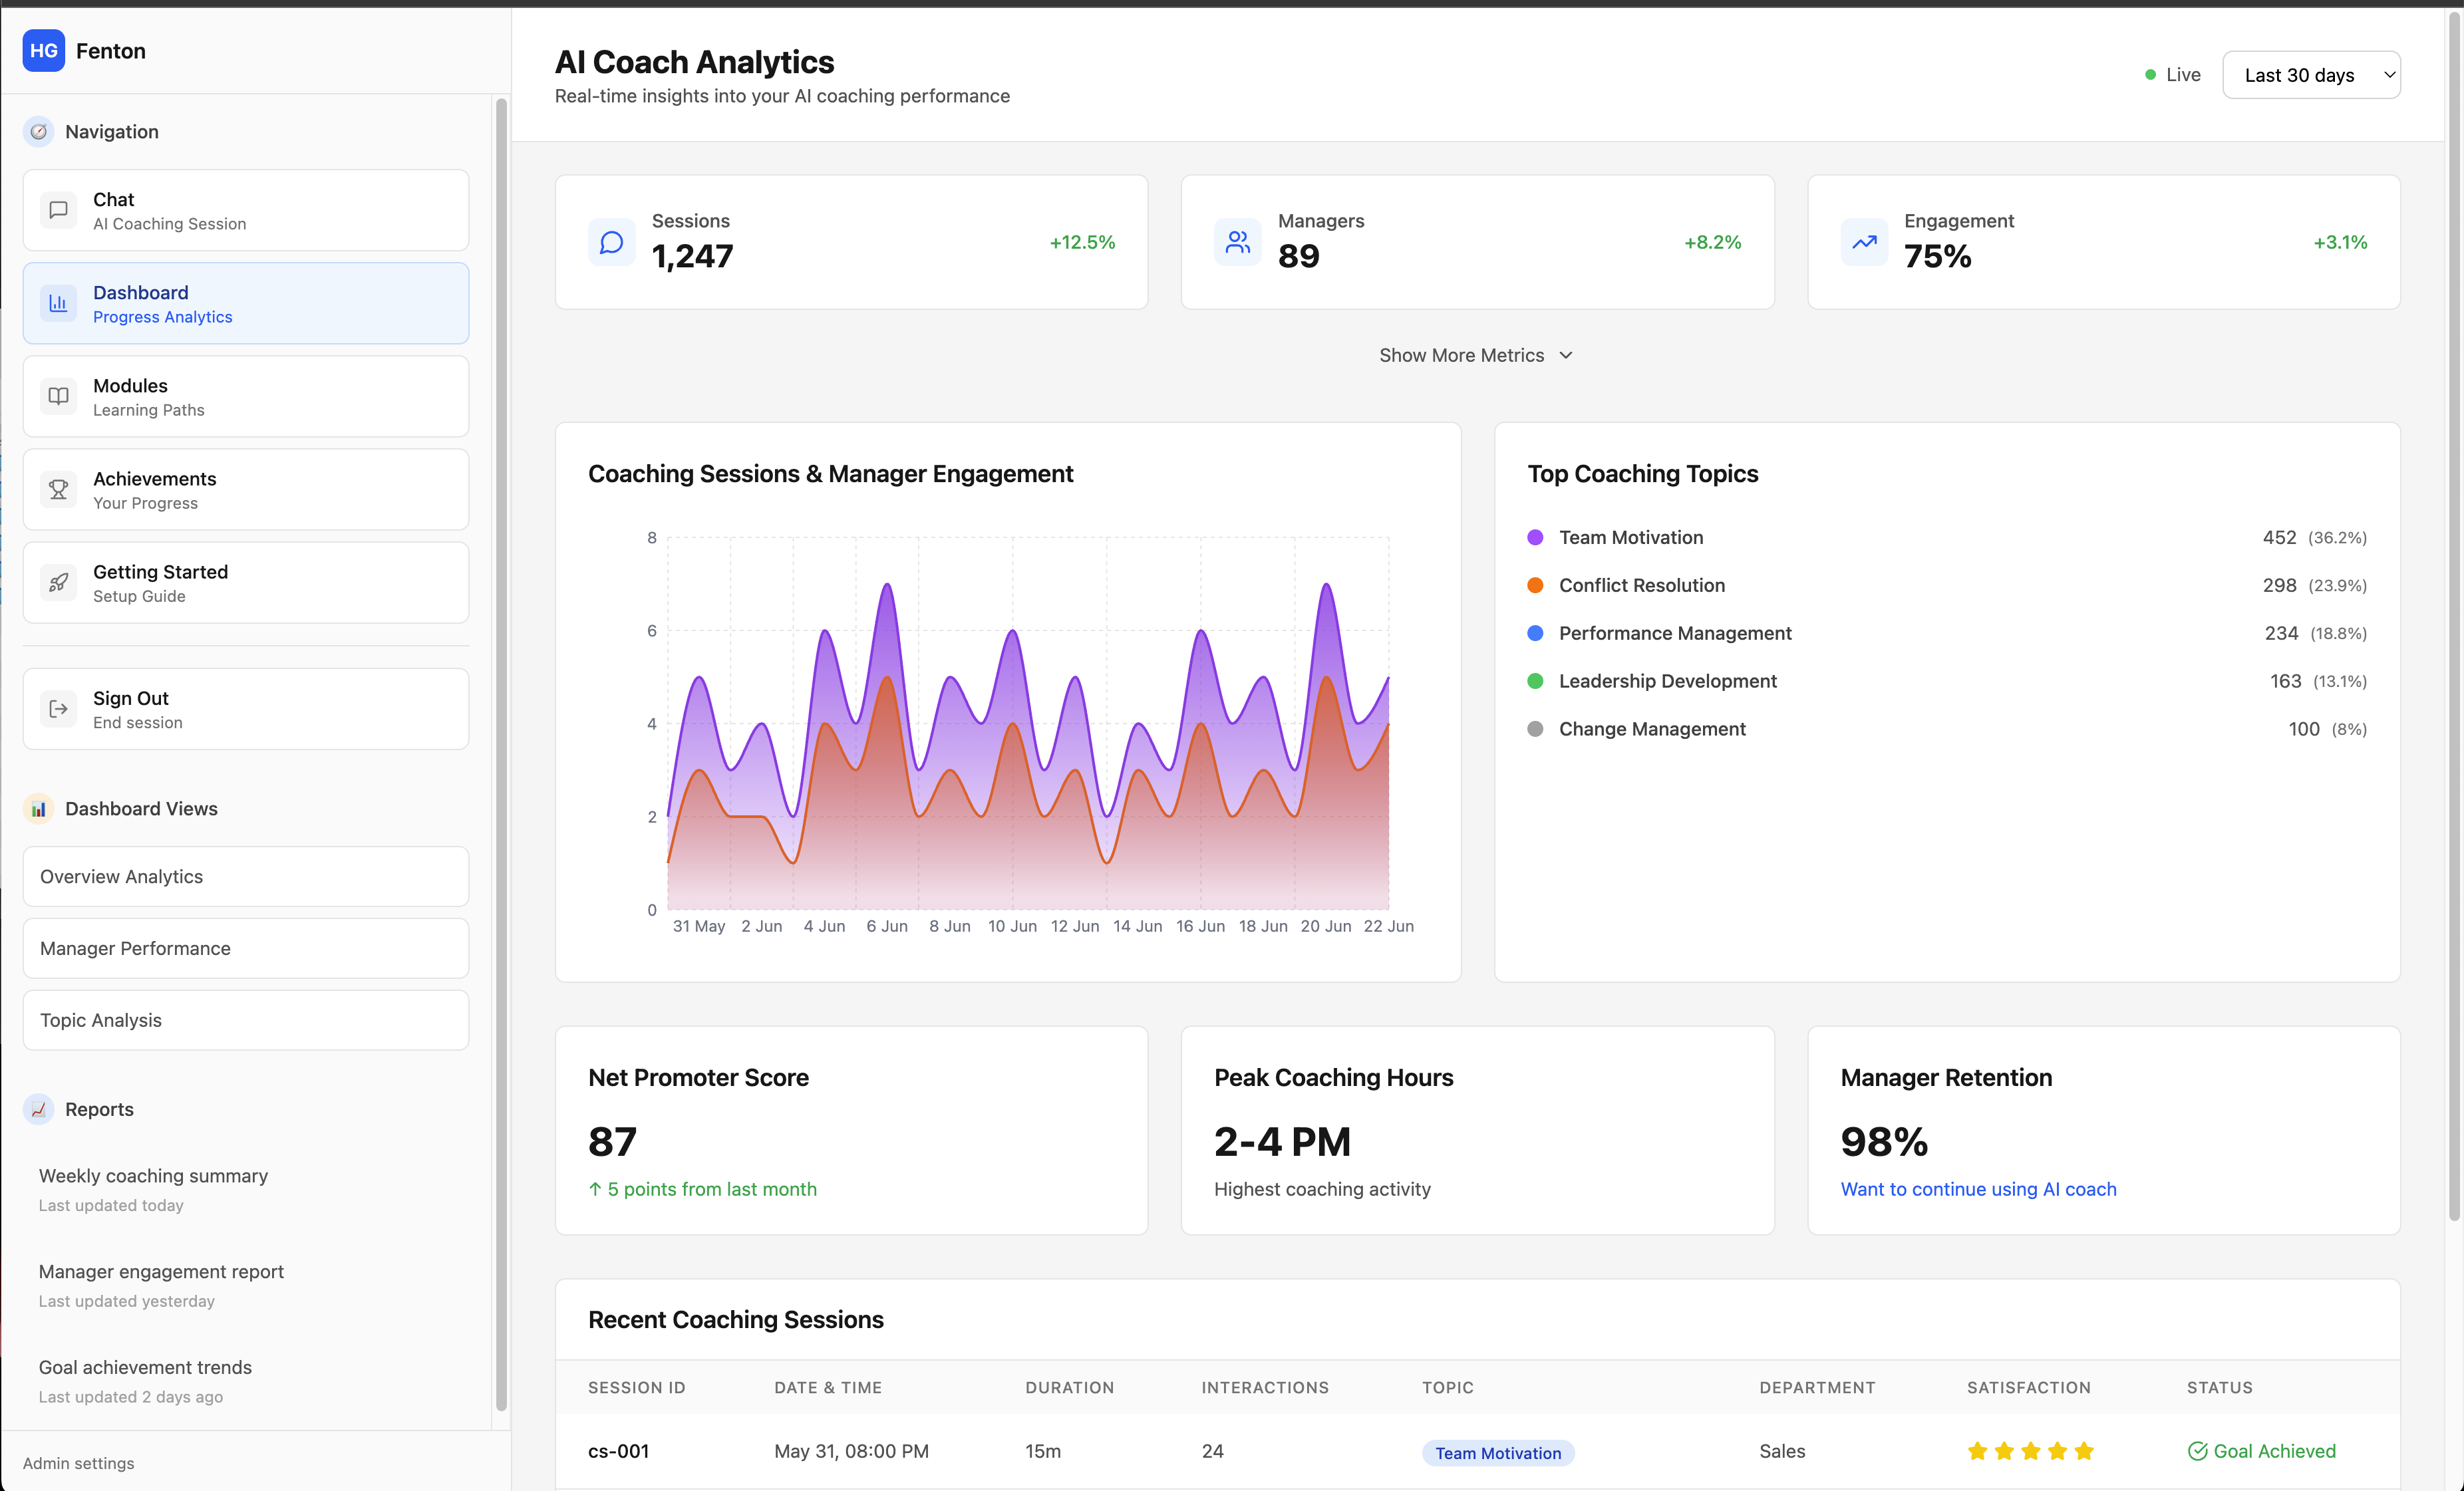 HG Fenton
Navigation
Chat
AI Coaching Session
Dashboard
Progress Analytics
Modules
Learning Paths
Achievements
Your Progress
Getting Started
Setup Guide
Sign Out
End session
Dashboard Views
Overview Analytics
Manager Performance
Topic Analysis
Reports
Weekly coaching summary
Last updated today
Manager engagement report
Last updated yesterday
Goal achievement trends
Last updated 2 days ago
Admin settings
AI Coach Analytics
Real-time insights into your AI coaching performance
Live
Last 30 days
Sessions
1,247
+12.5%
Managers
89
+8.2%
Engagement
75%
+3.1%
Show More Metrics
Coaching Sessions & Manager Engagement
8
6
4
2
0
31 May 2 Jun 4 Jun 6 Jun 8 Jun 10 Jun 12 Jun 14 Jun 16 Jun 18 Jun 20 Jun 22 Jun
Top Coaching Topics
Team Motivation 452 (36.2%)
Conflict Resolution 298 (23.9%)
Performance Management 234 (18.8%)
Leadership Development 163 (13.1%)
Change Management 100 (8%)
Net Promoter Score
87
↑ 5 points from last month
Peak Coaching Hours
2-4 PM
Highest coaching activity
Manager Retention
98%
Want to continue using AI coach
Recent Coaching Sessions
SESSION ID DATE & TIME DURATION INTERACTIONS TOPIC DEPARTMENT SATISFACTION STATUS
cs-001 May 31, 08:00 PM 15m 24 Team Motivation Sales Goal Achieved